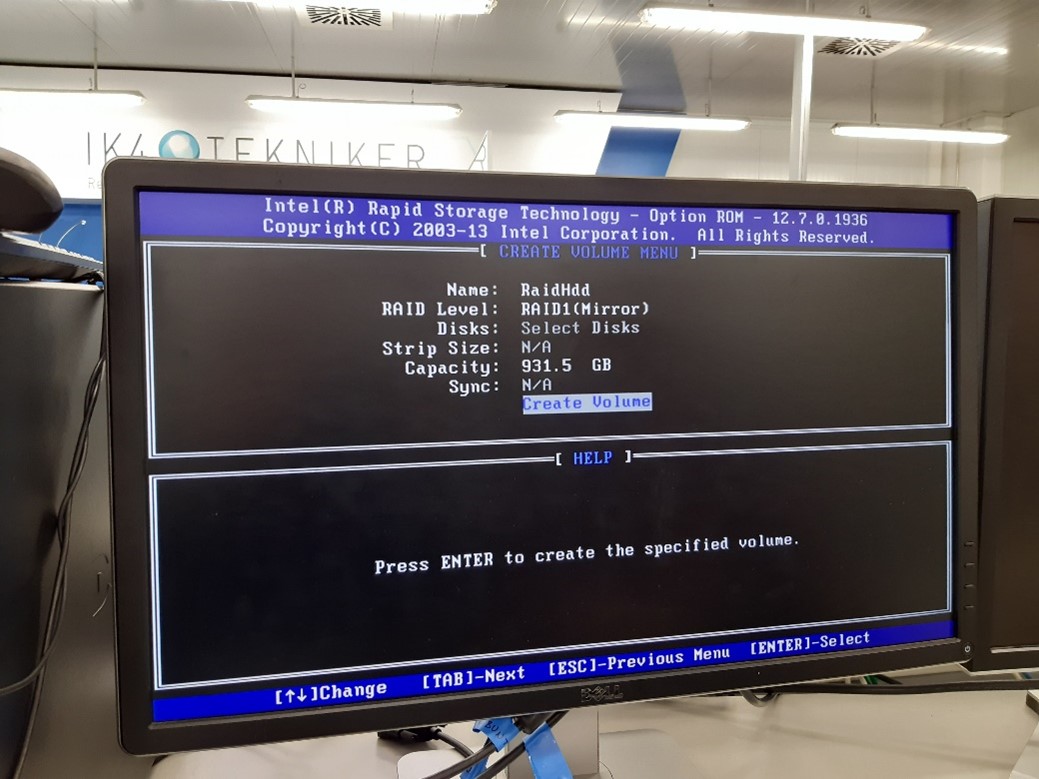 IK4 TEKNIKER
Intel(R) Rapid Storage Technology - Option ROM - 12.7.0.1936
Copyright(C) 2003-13 Intel Corporation. All Rights Reserved.
[ CREATE VOLUME MENU ]
Name: RaidHdd
RAID Level: RAID1(Mirror)
Disks: Select Disks
Strip Size: N/A
Capacity: 931.5 GB
Sync: N/A
Create Volume
[ HELP ]
Press ENTER to create the specified volume.
[↑↓]Change [TAB]-Next [ESC]-Previous Menu [ENTER]-Select
DELL